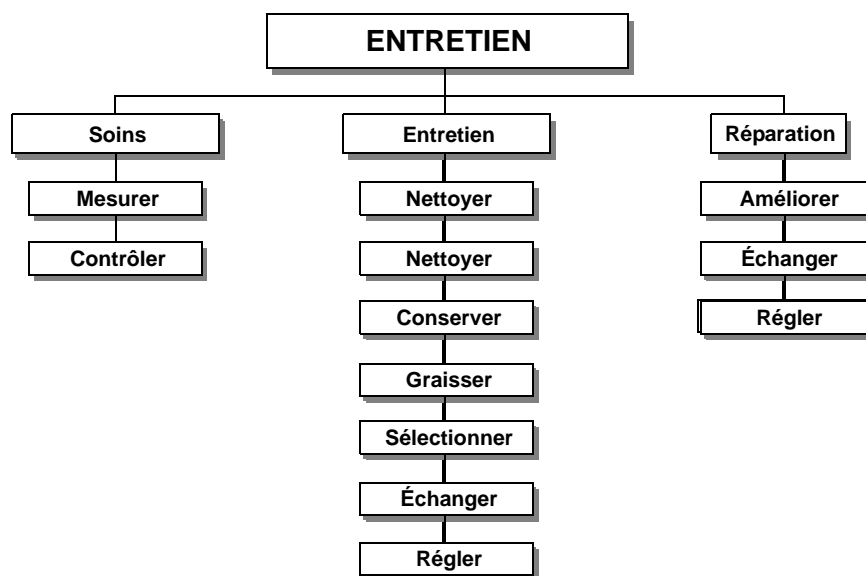 ENTRETIEN
Soins
Mesurer
Contrôler
Entretien
Nettoyer
Nettoyer
Conserver
Graisser
Sélectionner
Échanger
Régler
Réparation
Améliorer
Échanger
Régler